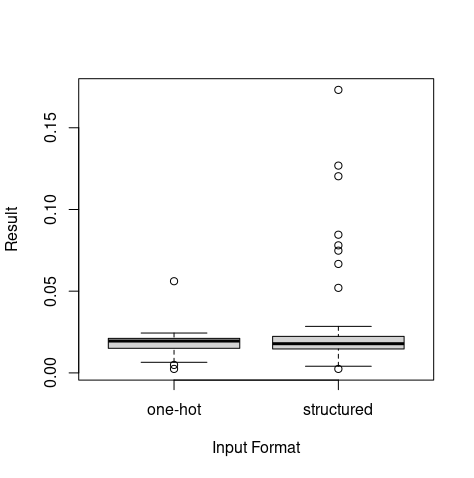 0.15
0.10
0.05
0.00
Result
one-hot structured
Input Format